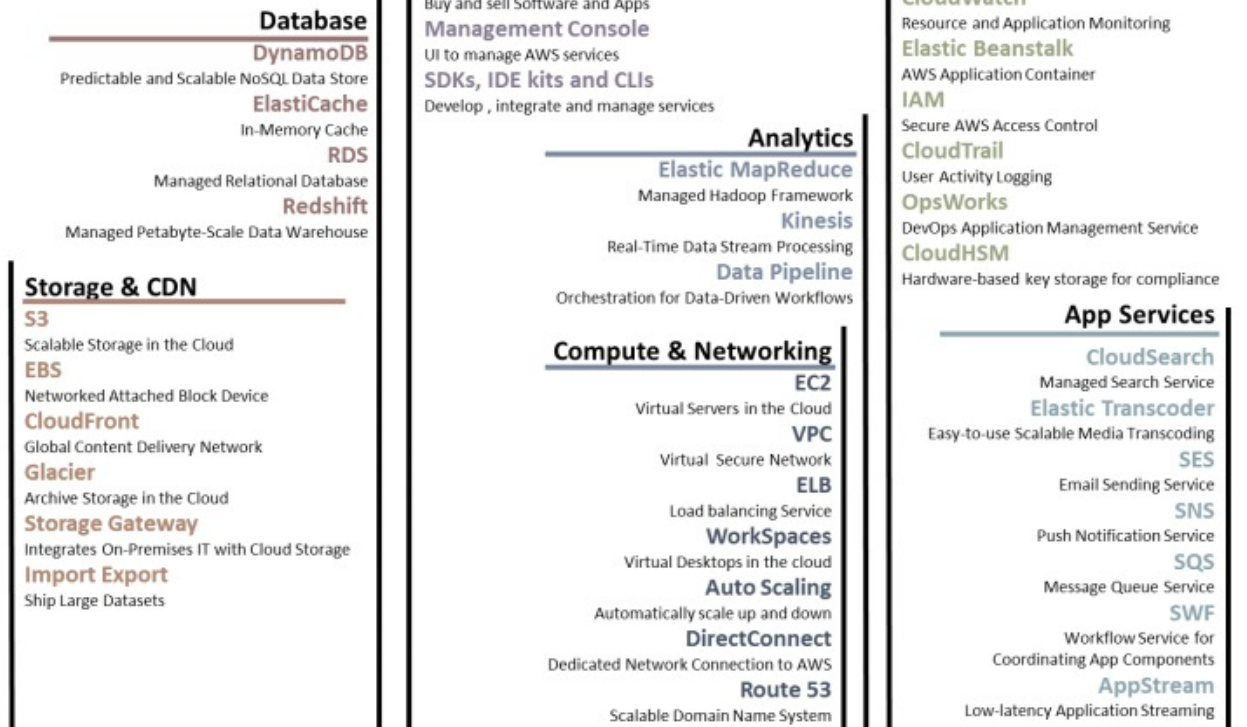 Database
DynamoDB
Predictable and Scalable NoSQL Data Store
ElastiCache
In-Memory Cache
RDS
Managed Relational Database
Redshift
Managed Petabyte-Scale Data Warehouse
Storage & CDN
S3
Scalable Storage in the Cloud
EBS
Networked Attached Block Device
CloudFront
Global Content Delivery Network
Glacier
Archive Storage in the Cloud
Storage Gateway
Integrates On-Premises IT with Cloud Storage
Import Export
Ship Large Datasets
Buy and sell Software and Apps
Management Console
UI to manage AWS services
SDKs, IDE kits and CLIs
Develop , integrate and manage services
Analytics
Elastic MapReduce
Managed Hadoop Framework
Kinesis
Real-Time Data Stream Processing
Data Pipeline
Orchestration for Data-Driven Workflows
Compute & Networking
EC2
Virtual Servers in the Cloud
VPC
Virtual Secure Network
ELB
Load balancing Service
WorkSpaces
Virtual Desktops in the cloud
Auto Scaling
Automatically scale up and down
DirectConnect
Dedicated Network Connection to AWS
Route 53
Scalable Domain Name System
CloudWatch
Resource and Application Monitoring
Elastic Beanstalk
AWS Application Container
IAM
Secure AWS Access Control
CloudTrail
User Activity Logging
OpsWorks
DevOps Application Management Service
CloudHSM
Hardware-based key storage for compliance
App Services
CloudSearch
Managed Search Service
Elastic Transcoder
Easy-to-use Scalable Media Transcoding
SES
Email Sending Service
SNS
Push Notification Service
SQS
Message Queue Service
SWF
Workflow Service for
Coordinating App Components
AppStream
Low-latency Application Streaming